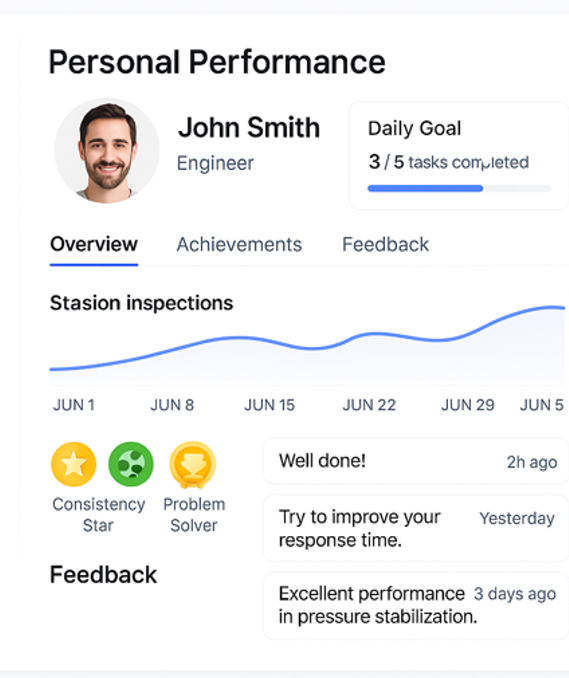 Personal Performance
John Smith
Engineer
Daily Goal
3 / 5 tasks completed
Overview
Achievements
Feedback
Stasion inspections
JUN 1
JUN 8
JUN 15
JUN 22
JUN 29
JUN 5
Consistency
Star
Problem
Solver
Feedback
Well done!
2h ago
Try to improve your
response time.
Yesterday
Excellent performance
in pressure stabilization.
3 days ago